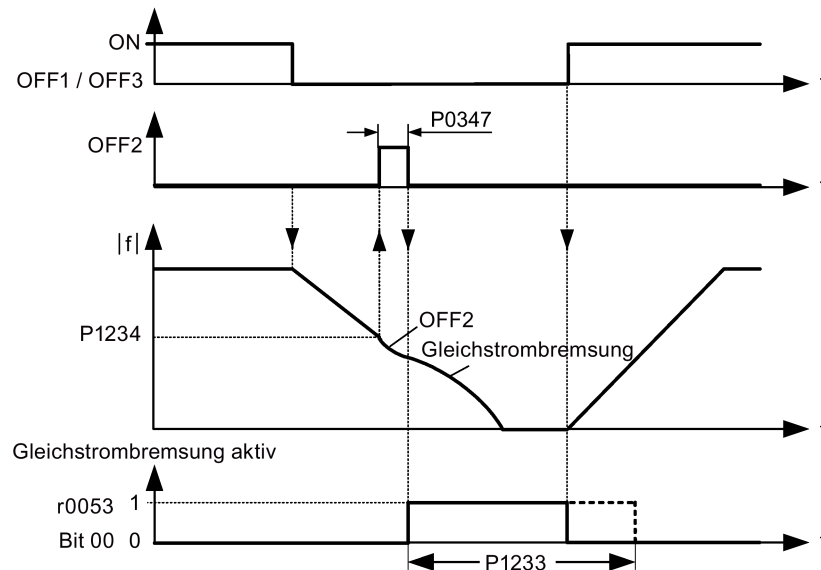 ON
OFF1 / OFF3
P0347
OFF2
|f|
P1234
OFF2
Gleichstrombremsung
Gleichstrombremsung aktiv
r0053 1
Bit 00 0
P1233